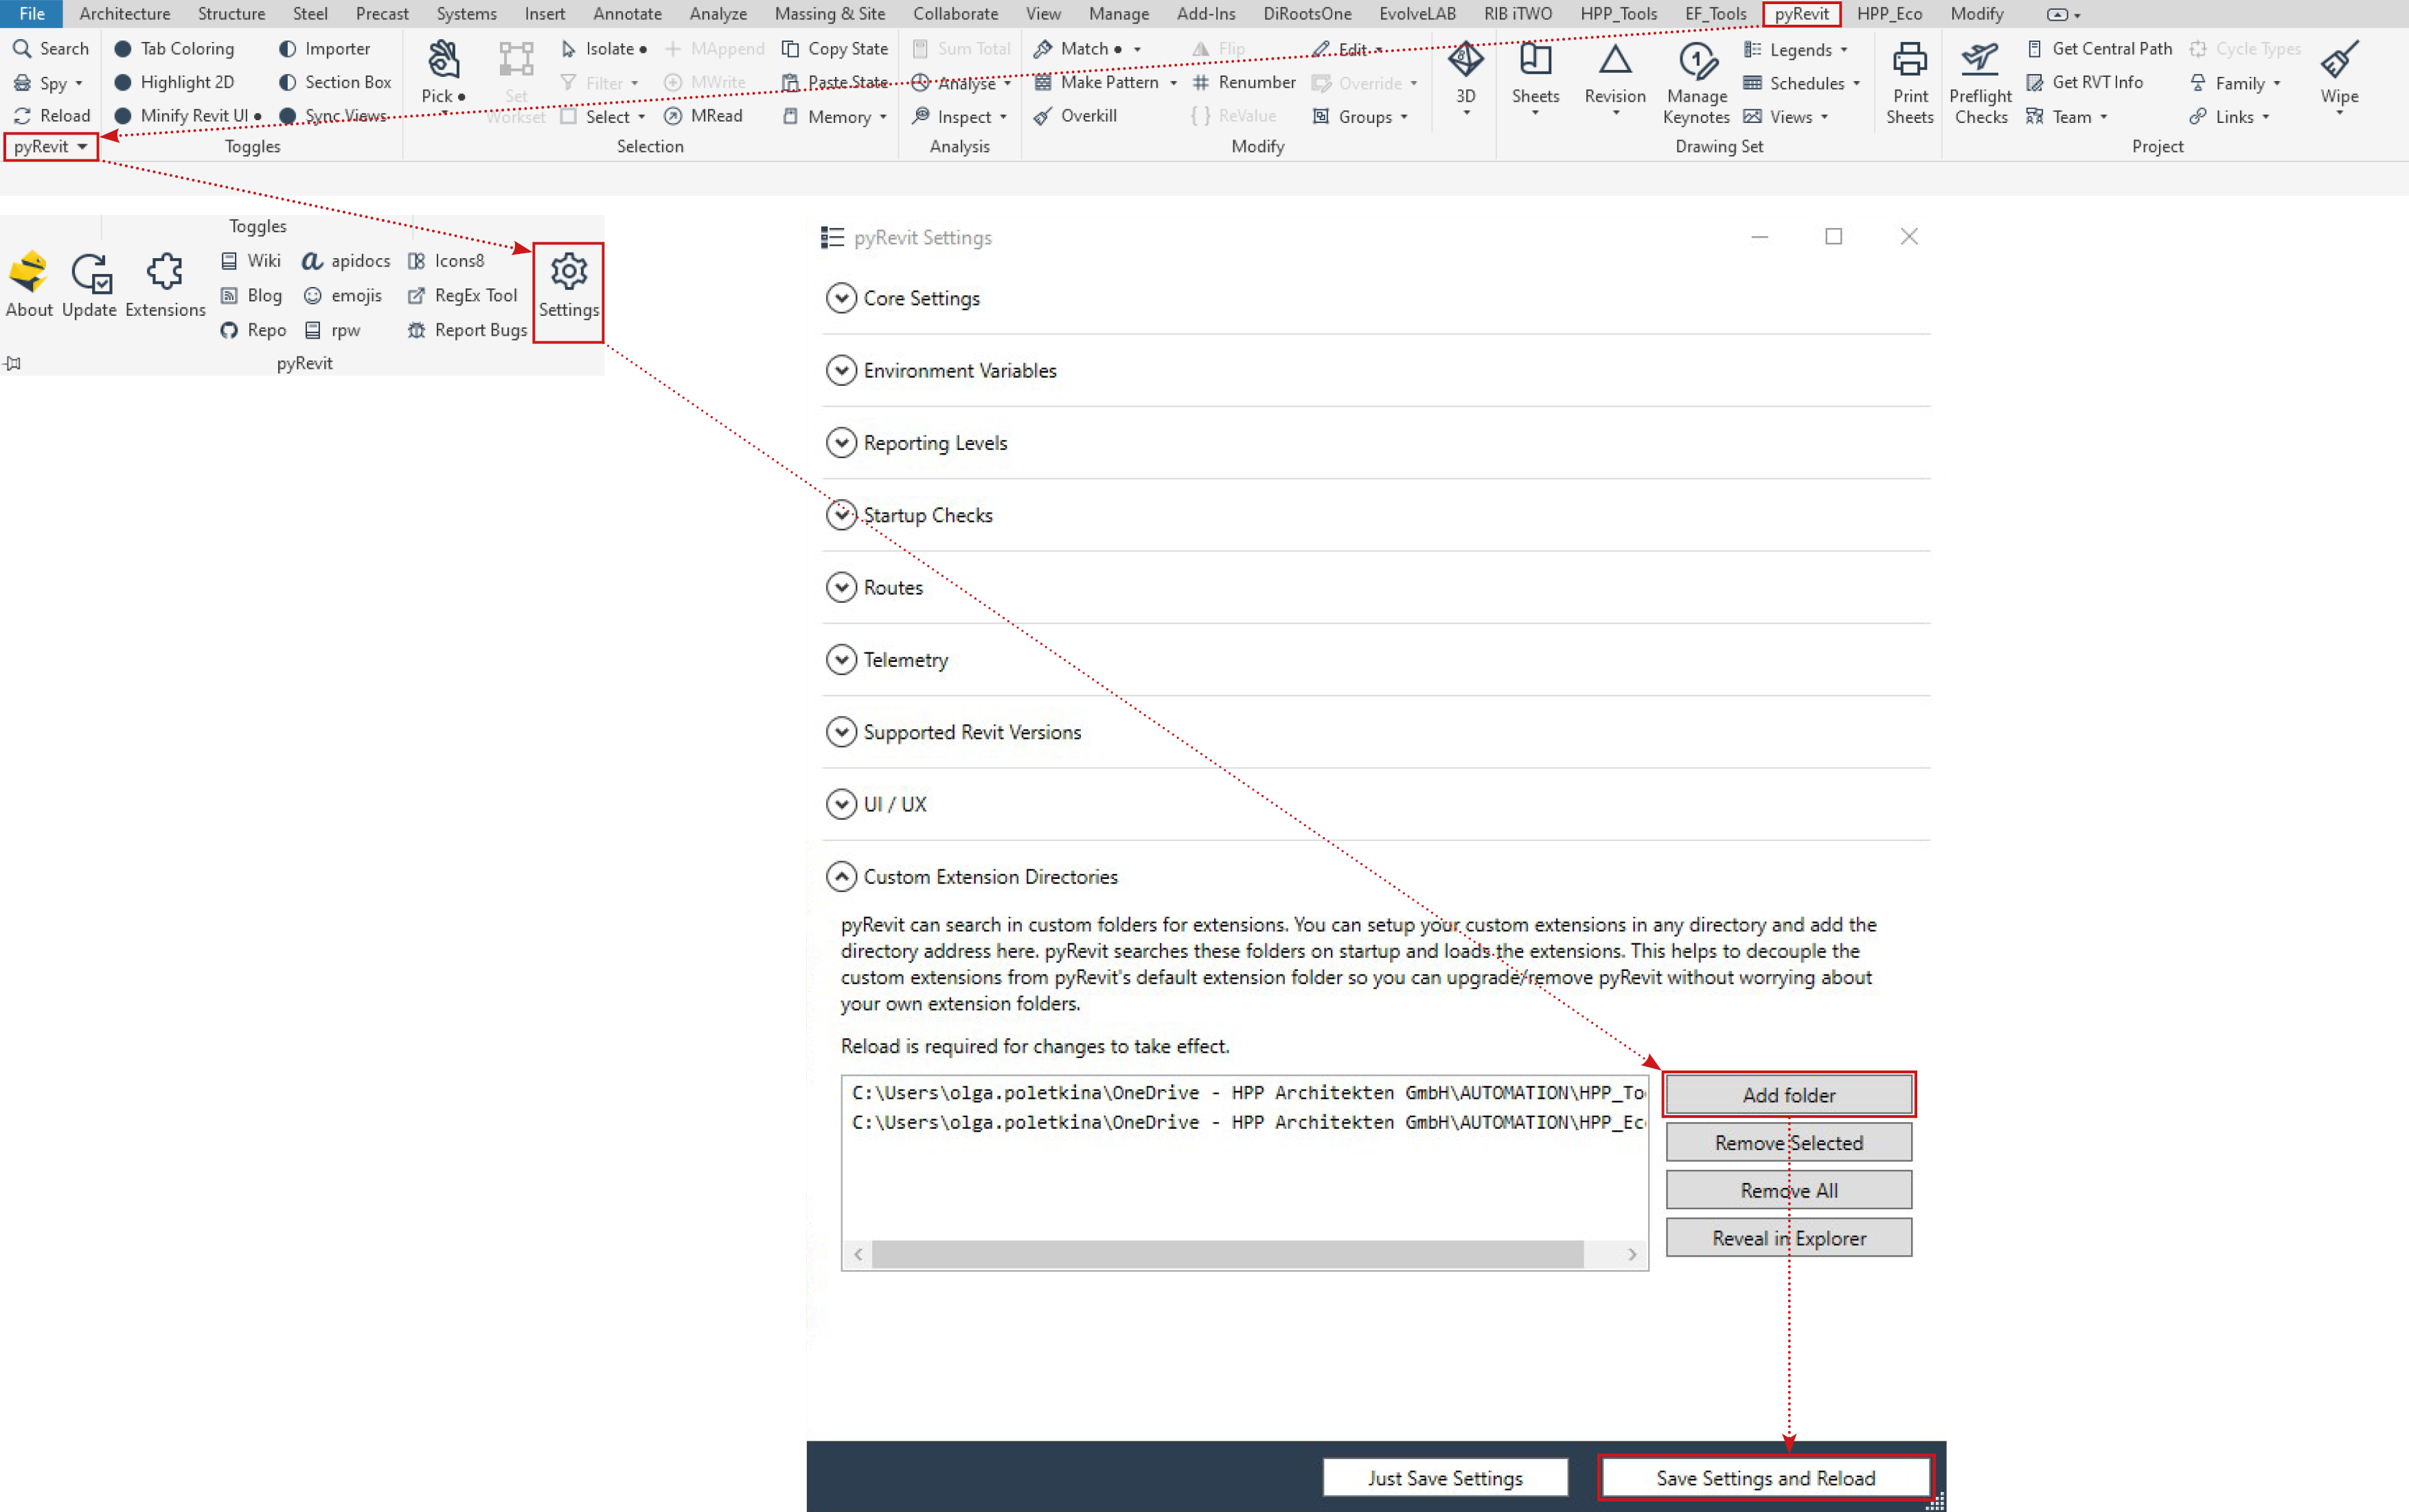 File Architecture Structure Steel Precast Systems Insert Annotate Analyze Massing & Site Collaborate View Manage Add-Ins DiRootsOne EvolveLAB RIB iTWO HPP_Tools EF_Tools pyRevit HPP_Eco Modify
Search Tab Coloring Importer Isolate MAppend Copy State Sum Total Match Flip Edit Legends Get Central Path Cycle Types
Spy Highlight 2D Section Box Pick Set Filter MWrite Paste State Analyse Make Pattern Renumber Override 3D Sheets Revision Manage Schedules Print Preflight Get RVT Info Family Wipe
Reload Minify Revit UI Sync Views Workset Select MRead Memory Inspect Overkill ReValue Groups Keynotes Views Sheets Checks Team Links
pyRevit Toggles Selection Analysis Modify Drawing Set Project
Toggles
Wiki apidocs Icons8
About Update Extensions Blog emojis RegEx Tool Settings
Repo rpw Report Bugs
pyRevit
pyRevit Settings
Core Settings
Environment Variables
Reporting Levels
Startup Checks
Routes
Telemetry
Supported Revit Versions
UI / UX
Custom Extension Directories
pyRevit can search in custom folders for extensions. You can setup your custom extensions in any directory and add the
directory address here. pyRevit searches these folders on startup and loads the extensions. This helps to decouple the
custom extensions from pyRevit's default extension folder so you can upgrade/remove pyRevit without worrying about
your own extension folders.
Reload is required for changes to take effect.
C:\Users\olga.poletkina\OneDrive - HPP Architekten GmbH\AUTOMATION\HPP_To
C:\Users\olga.poletkina\OneDrive - HPP Architekten GmbH\AUTOMATION\HPP_Ec
Add folder
Remove Selected
Remove All
Reveal in Explorer
Just Save Settings Save Settings and Reload